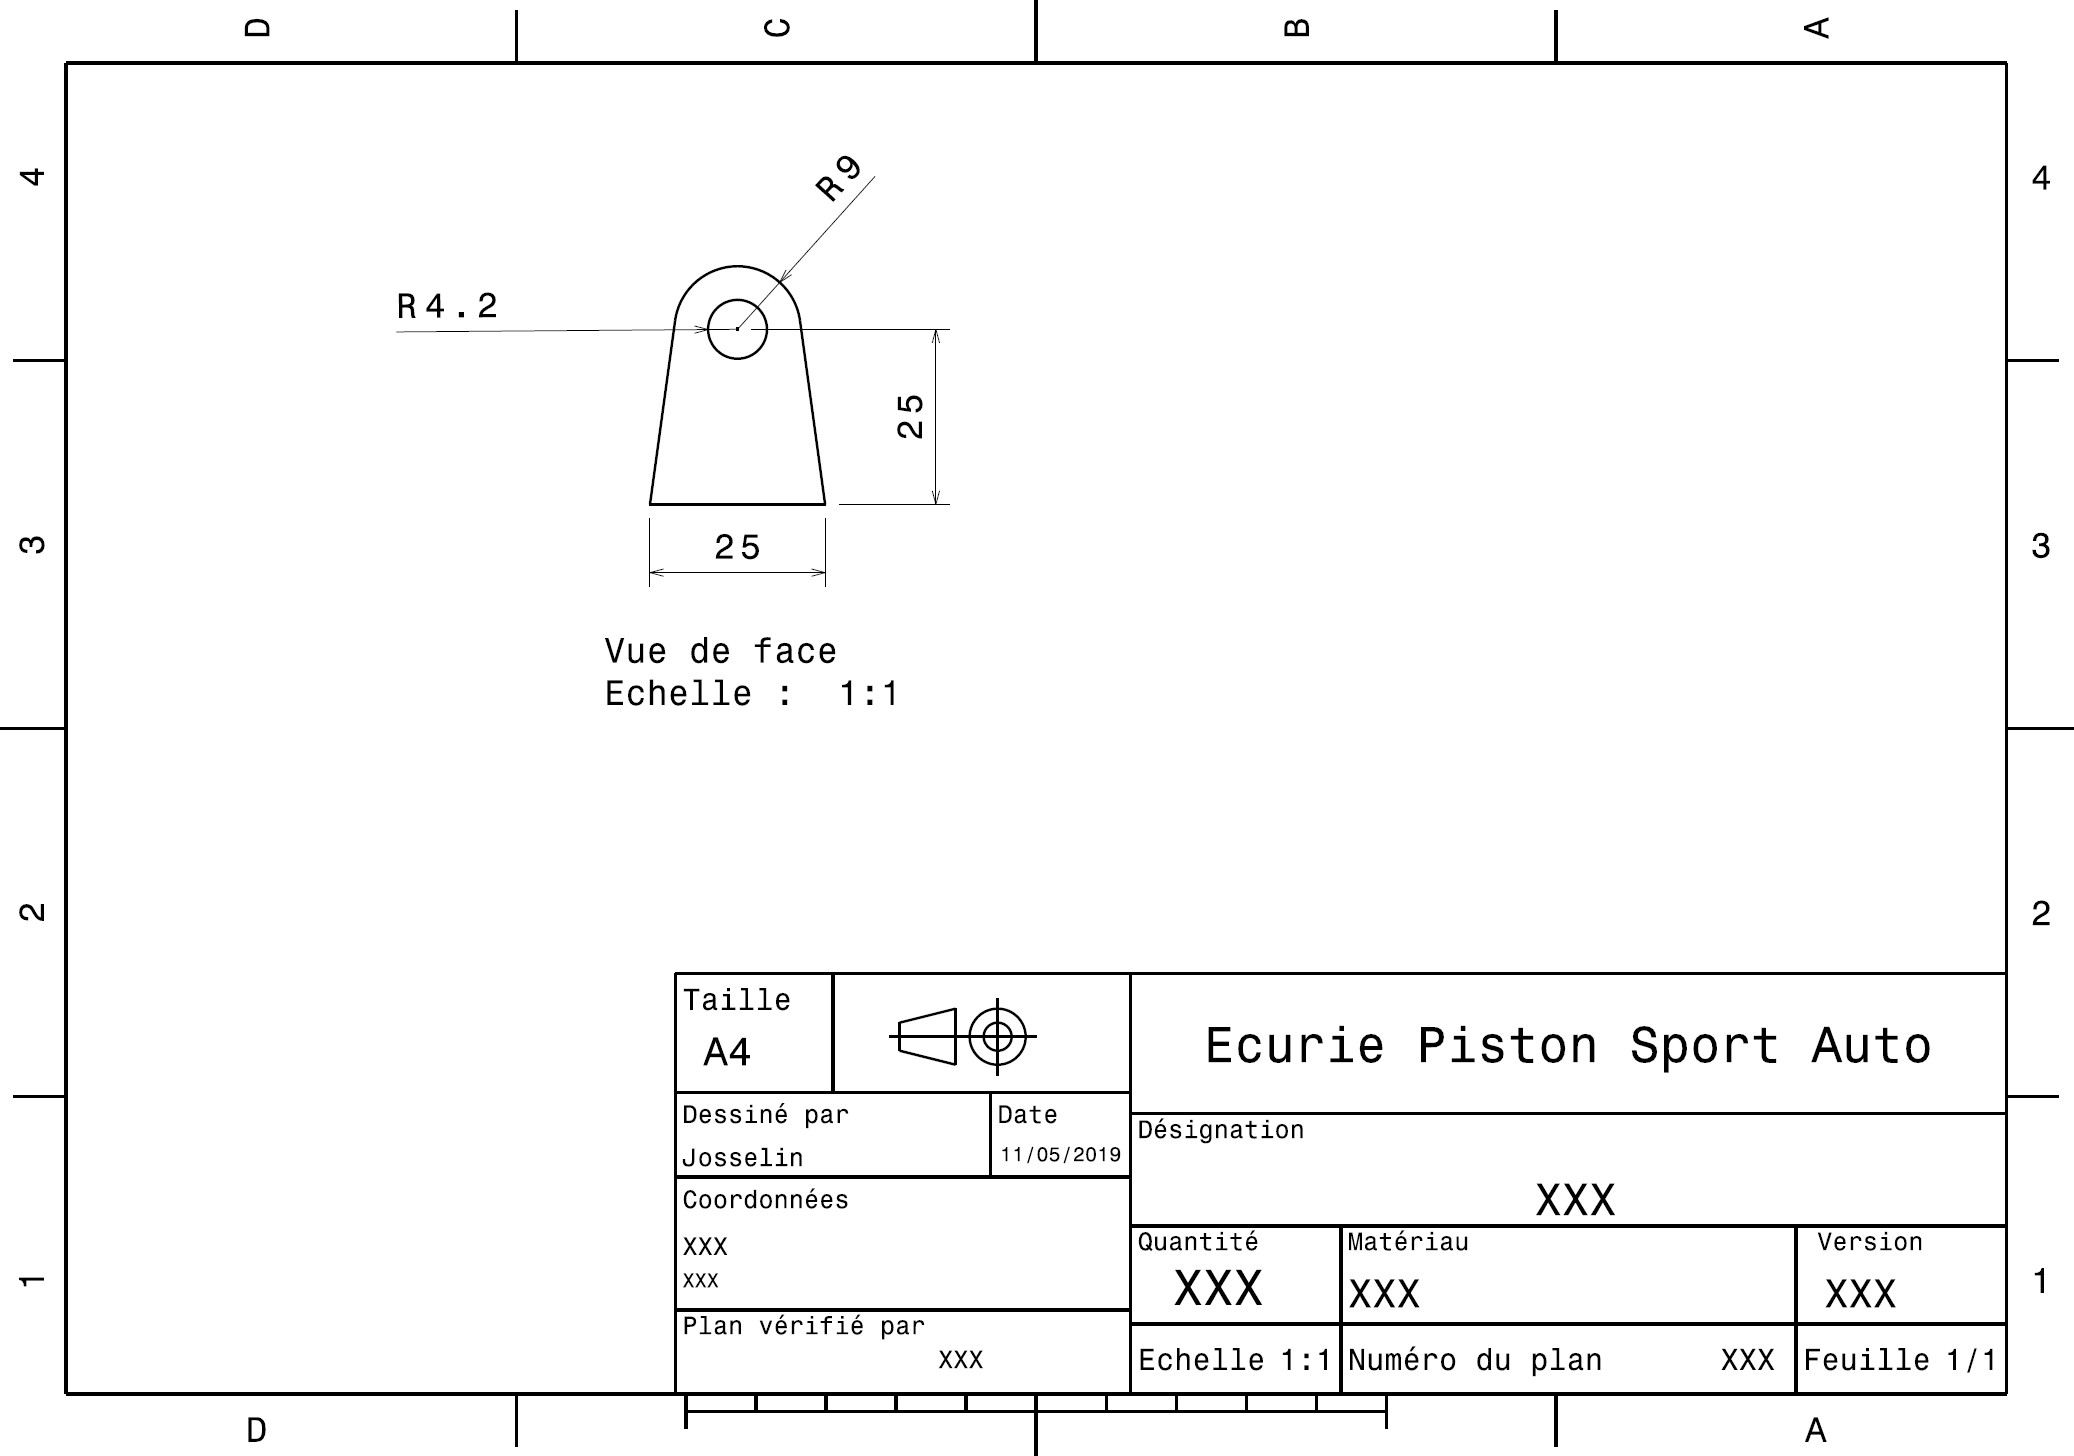 D C B A
4 4
R9
R4.2
25
3 3
25
Vue de face
Echelle : 1:1
2 2
Taille
A4
Ecurie Piston Sport Auto
Dessiné par
Josselin
Date
11/05/2019
Désignation
XXX
Coordonnées
XXX
XXX
Quantité
XXX
Matériau
XXX
Version
XXX
1 1
Plan vérifié par
XXX
Echelle 1:1
Numéro du plan XXX
Feuille 1/1
D A